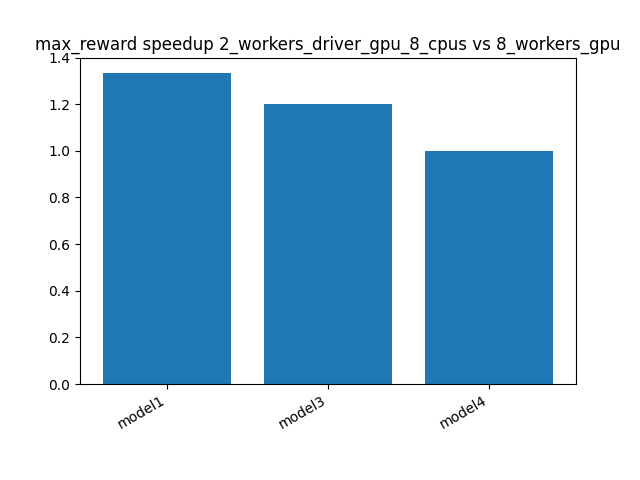 max_reward speedup 2_workers_driver_gpu_8_cpus vs 8_workers_gpu
1.4
1.2
1.0
0.8
0.6
0.4
0.2
0.0
model1
model3
model4